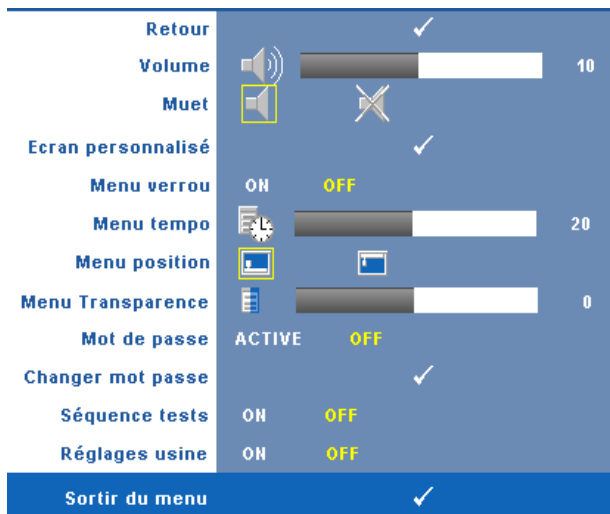 Retour
Volume 10
Muet
Ecran personnalisé
Menu verrou ON OFF
Menu tempo 20
Menu position
Menu Transparence 0
Mot de passe ACTIVE OFF
Changer mot passe
Séquence tests ON OFF
Réglages usine ON OFF
Sortir du menu